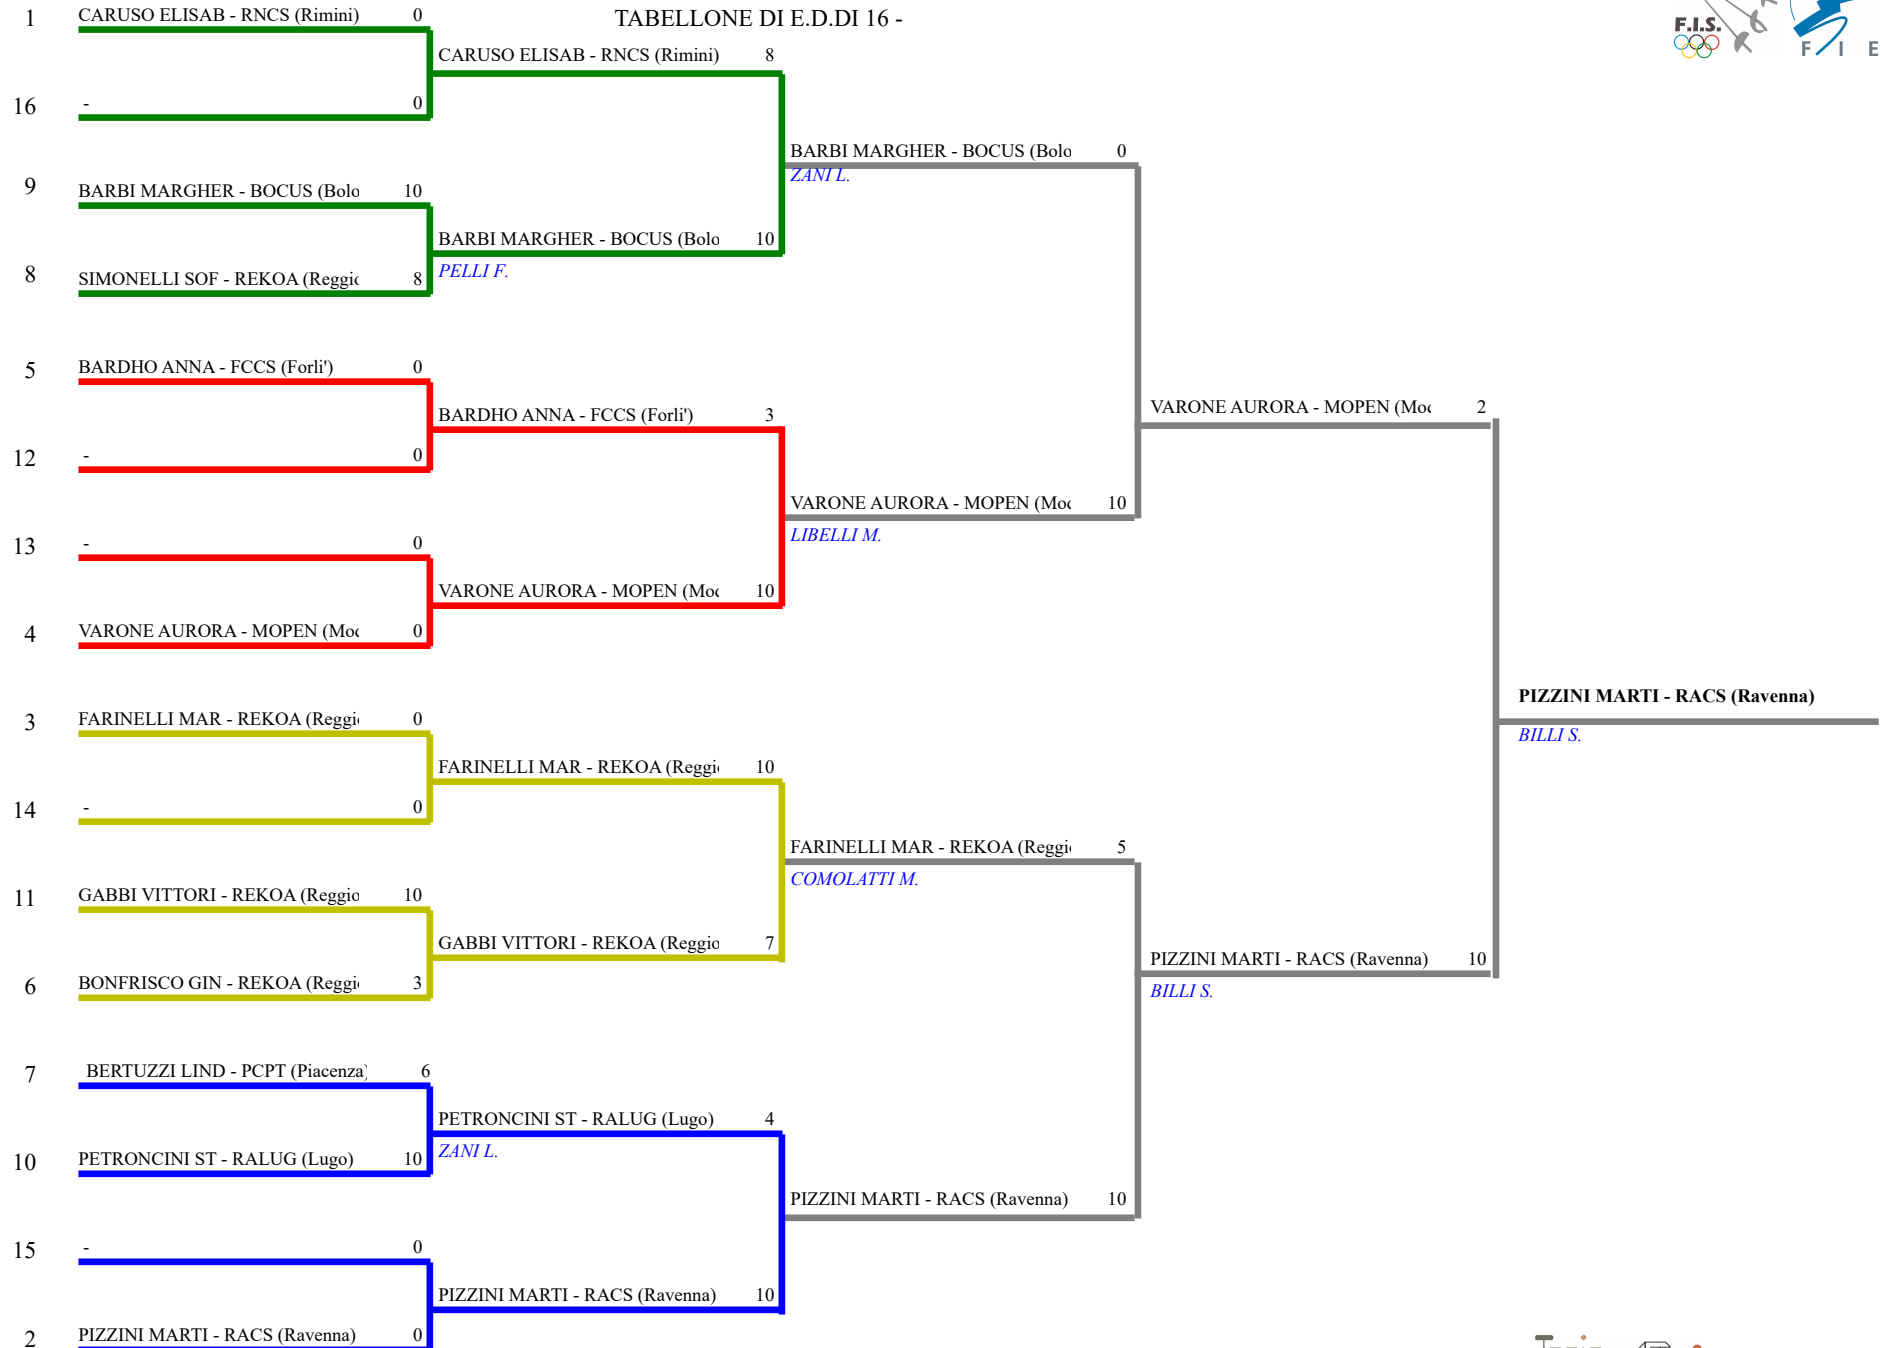 TABELLONE DI E.D.DI 16 -
F.I.S.
F I E
1 CARUSO ELISAB - RNCS (Rimini) 0
CARUSO ELISAB - RNCS (Rimini) 8
16 - 0
BARBI MARGHER - BOCUS (Bolo 0
ZANI L.
9 BARBI MARGHER - BOCUS (Bolo 10
BARBI MARGHER - BOCUS (Bolo 10
PELLI F.
8 SIMONELLI SOF - REKOA (Reggio 8
5 BARDHO ANNA - FCCS (Forli') 0
VARONE AURORA - MOPEN (Mod 2
BARDHO ANNA - FCCS (Forli') 3
12 - 0
VARONE AURORA - MOPEN (Mod 10
LIBELLI M.
13 - 0
VARONE AURORA - MOPEN (Mod 10
4 VARONE AURORA - MOPEN (Mod 0
PIZZINI MARTI - RACS (Ravenna)
BILLI S.
3 FARINELLI MAR - REKOA (Reggi 0
FARINELLI MAR - REKOA (Reggi 10
14 - 0
FARINELLI MAR - REKOA (Reggi 5
COMOLATTI M.
11 GABBI VITTORI - REKOA (Reggio 10
GABBI VITTORI - REKOA (Reggio 7
PIZZINI MARTI - RACS (Ravenna) 10
BILLI S.
6 BONFRISCO GIN - REKOA (Reggi 3
7 BERTUZZI LIND - PCPT (Piacenza) 6
PETRONCINI ST - RALUG (Lugo) 4
ZANI L.
10 PETRONCINI ST - RALUG (Lugo) 10
PIZZINI MARTI - RACS (Ravenna) 10
15 - 0
PIZZINI MARTI - RACS (Ravenna) 10
2 PIZZINI MARTI - RACS (Ravenna) 0